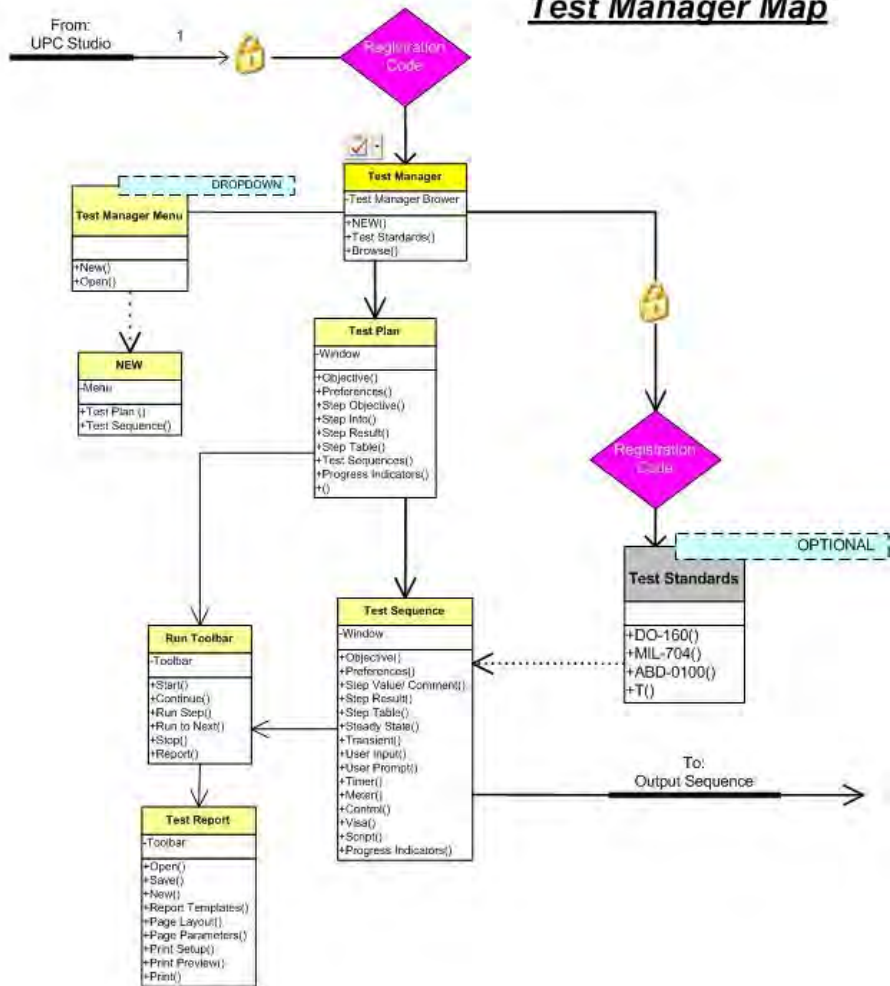 Test Manager Map
From:
UPC Studio
1
Registration
Code
DROPDOWN
Test Manager Menu
+New()
+Open()
Test Manager
-Test Manager Brower
+NEW()
+Test Stardards()
+Browse()
NEW
-Menu
+Test Plan ()
+Test Sequence()
Test Plan
-Window
+Objective()
+Preferences()
+Step Objective()
+Step Info()
+Step Result()
+Step Table()
+Test Sequences()
+Progress Indicators()
+()
Registration
Code
OPTIONAL
Test Standards
+DO-160()
+MIL-704()
+ABD-0100()
+T()
Run Toolbar
-Toolbar
+Start()
+Continue()
+Run Step()
+Run to Next()
+Stop()
+Report()
Test Sequence
-Window
+Objective()
+Preferences()
+Step Value/ Comment()
+Step Result()
+Step Table()
+Steady State()
+Transient()
+User Input()
+User Prompt()
+Timer()
+Meter()
+Control()
+Visa()
+Script()
+Progress Indicators()
To:
Output Sequence
Test Report
-Toolbar
+Open()
+Save()
+New()
+Report Templates()
+Page Layout()
+Page Parameters()
+Print Setup()
+Print Preview()
+Print()